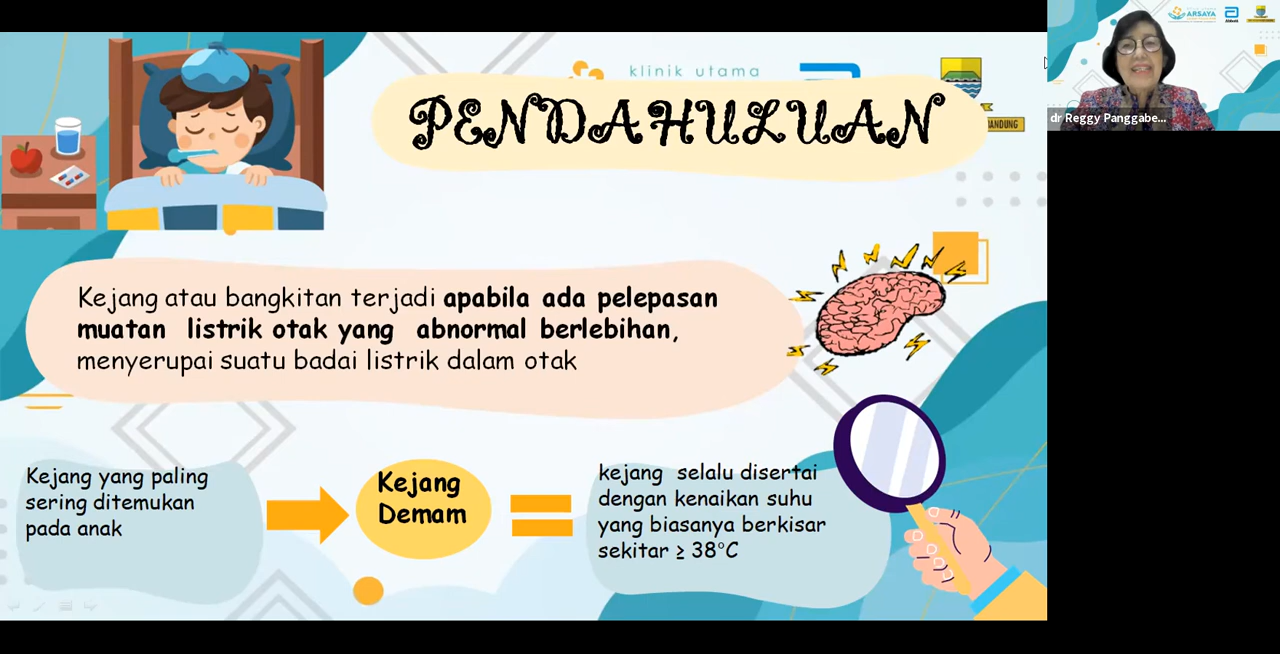 klinik utama
PENDAHULUAN
BANDUNG
Kejang atau bangkitan terjadi apabila ada pelepasan
muatan listrik otak yang abnormal berlebihan,
menyerupai suatu badai listrik dalam otak
Kejang yang paling
sering ditemukan
pada anak
Kejang
Demam
kejang selalu disertai
dengan kenaikan suhu
yang biasanya berkisar
sekitar ≥ 38°C
ARSAYA
Abbott
dr Reggy Panggabe...